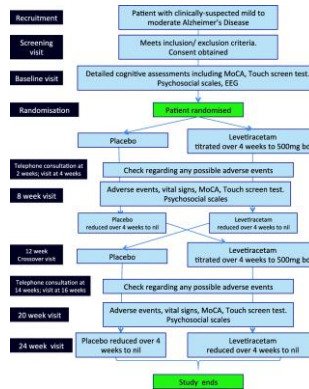 Recruitment
Patient with clinically-suspected mild to
moderate Alzheimer's Disease
Screening
visit
Meets inclusion/ exclusion criteria.
Consent obtained
Baseline visit
Detailed cognitive assessments including MoCA, Touch screen test.
Psychosocial scales, EEG
Randomisation
Patient randomised
Placebo
Levetiracetam
titrated over 4 weeks to 500mg bd
Telephone consultation at
2 weeks; visit at 4 weeks
Check regarding any possible adverse events
8 week visit
Adverse events, vital signs, MoCA, Touch screen test.
Psychosocial scales
Placebo
reduced over 4 weeks to nil
Levetiracetam
reduced over 4 weeks to nil
12 week
Crossover visit
Placebo
Levetiracetam
titrated over 4 weeks to 500mg bd
Telephone consultation at
14 weeks; visit at 16 weeks
Check regarding any possible adverse events
20 week visit
Adverse events, vital signs, MoCA, Touch screen test.
Psychosocial scales
24 week visit
Placebo reduced over 4
weeks to nil
Levetiracetam
reduced over 4 weeks to nil
Study ends